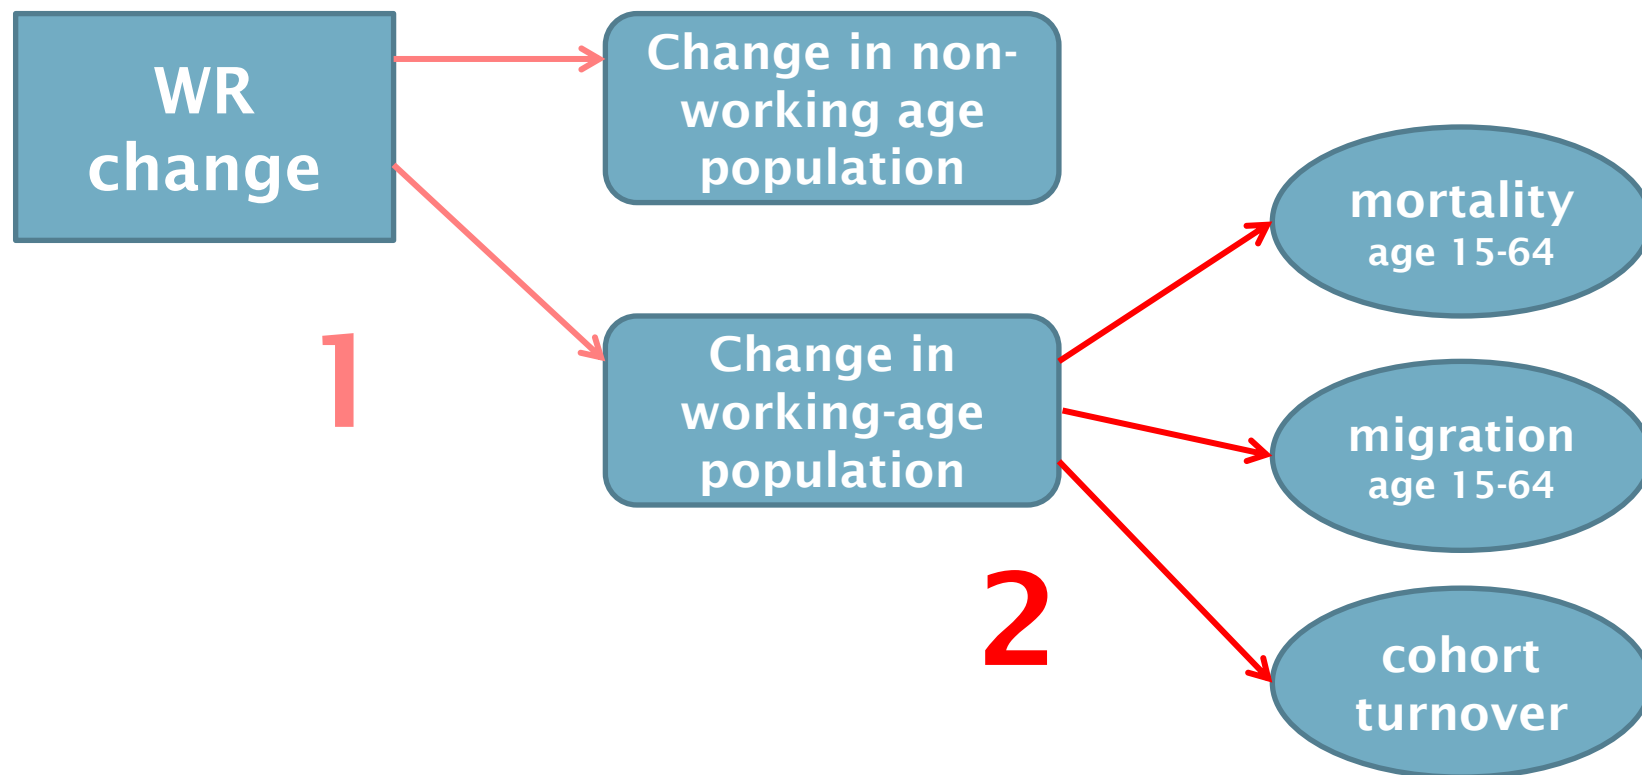 WR
change
Change in non-
working age
population
1
Change in
working-age
population
2
mortality
age 15-64
migration
age 15-64
cohort
turnover